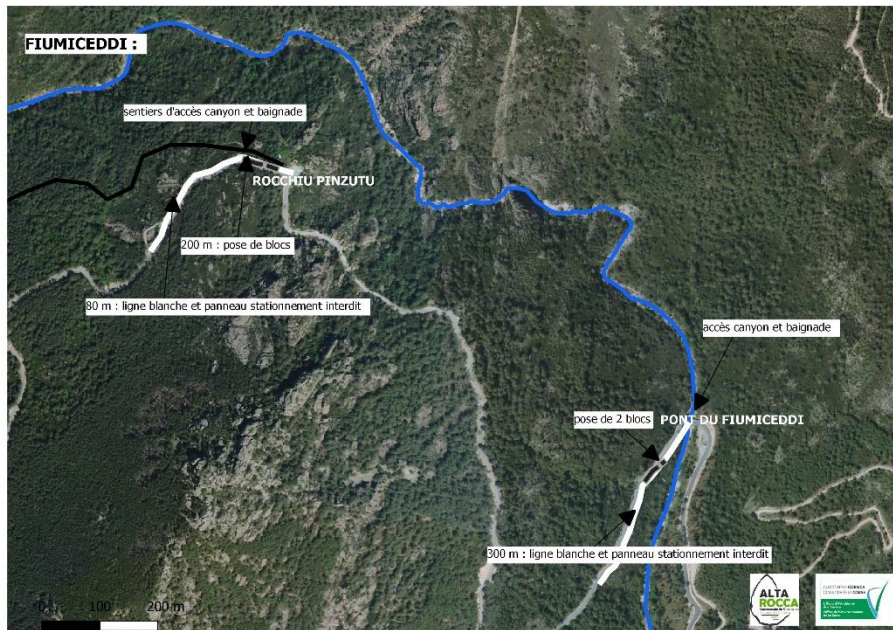 FIUMICEDDI :
sentiers d'accès canyon et baignade
ROCCHIU PINZUTU
200 m : pose de blocs
80 m : ligne blanche et panneau stationnement interdit
accès canyon et baignade
pose de 2 blocs
PONT DU FIUMICEDDI
300 m : ligne blanche et panneau stationnement interdit
0 100 200 m
ALTA
ROCCA